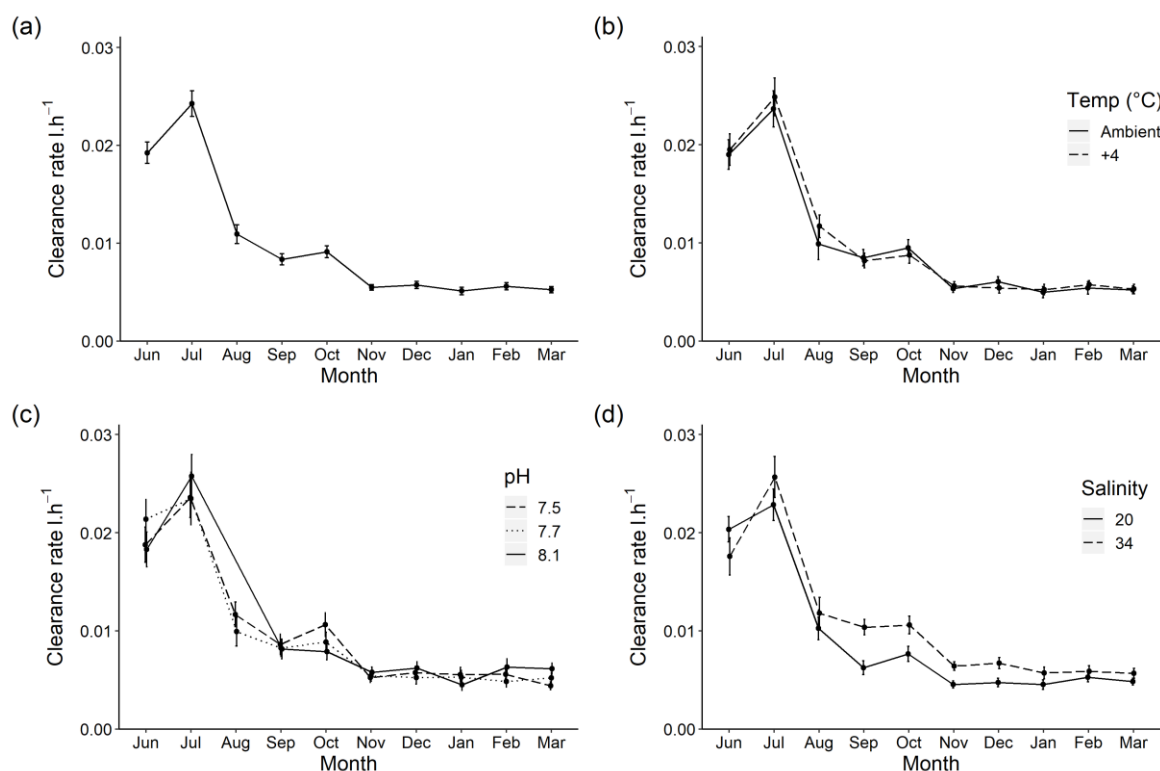 (a)
0.03
0.02
0.01
0.00
Clearance rate l.h⁻¹
Jun Jul Aug Sep Oct Nov Dec Jan Feb Mar
Month
(b)
0.03
0.02
0.01
0.00
Clearance rate l.h⁻¹
Jun Jul Aug Sep Oct Nov Dec Jan Feb Mar
Month
Temp (°C)
Ambient
+4
(c)
0.03
0.02
0.01
0.00
Clearance rate l.h⁻¹
Jun Jul Aug Sep Oct Nov Dec Jan Feb Mar
Month
pH
7.5
7.7
8.1
(d)
0.03
0.02
0.01
0.00
Clearance rate l.h⁻¹
Jun Jul Aug Sep Oct Nov Dec Jan Feb Mar
Month
Salinity
20
34